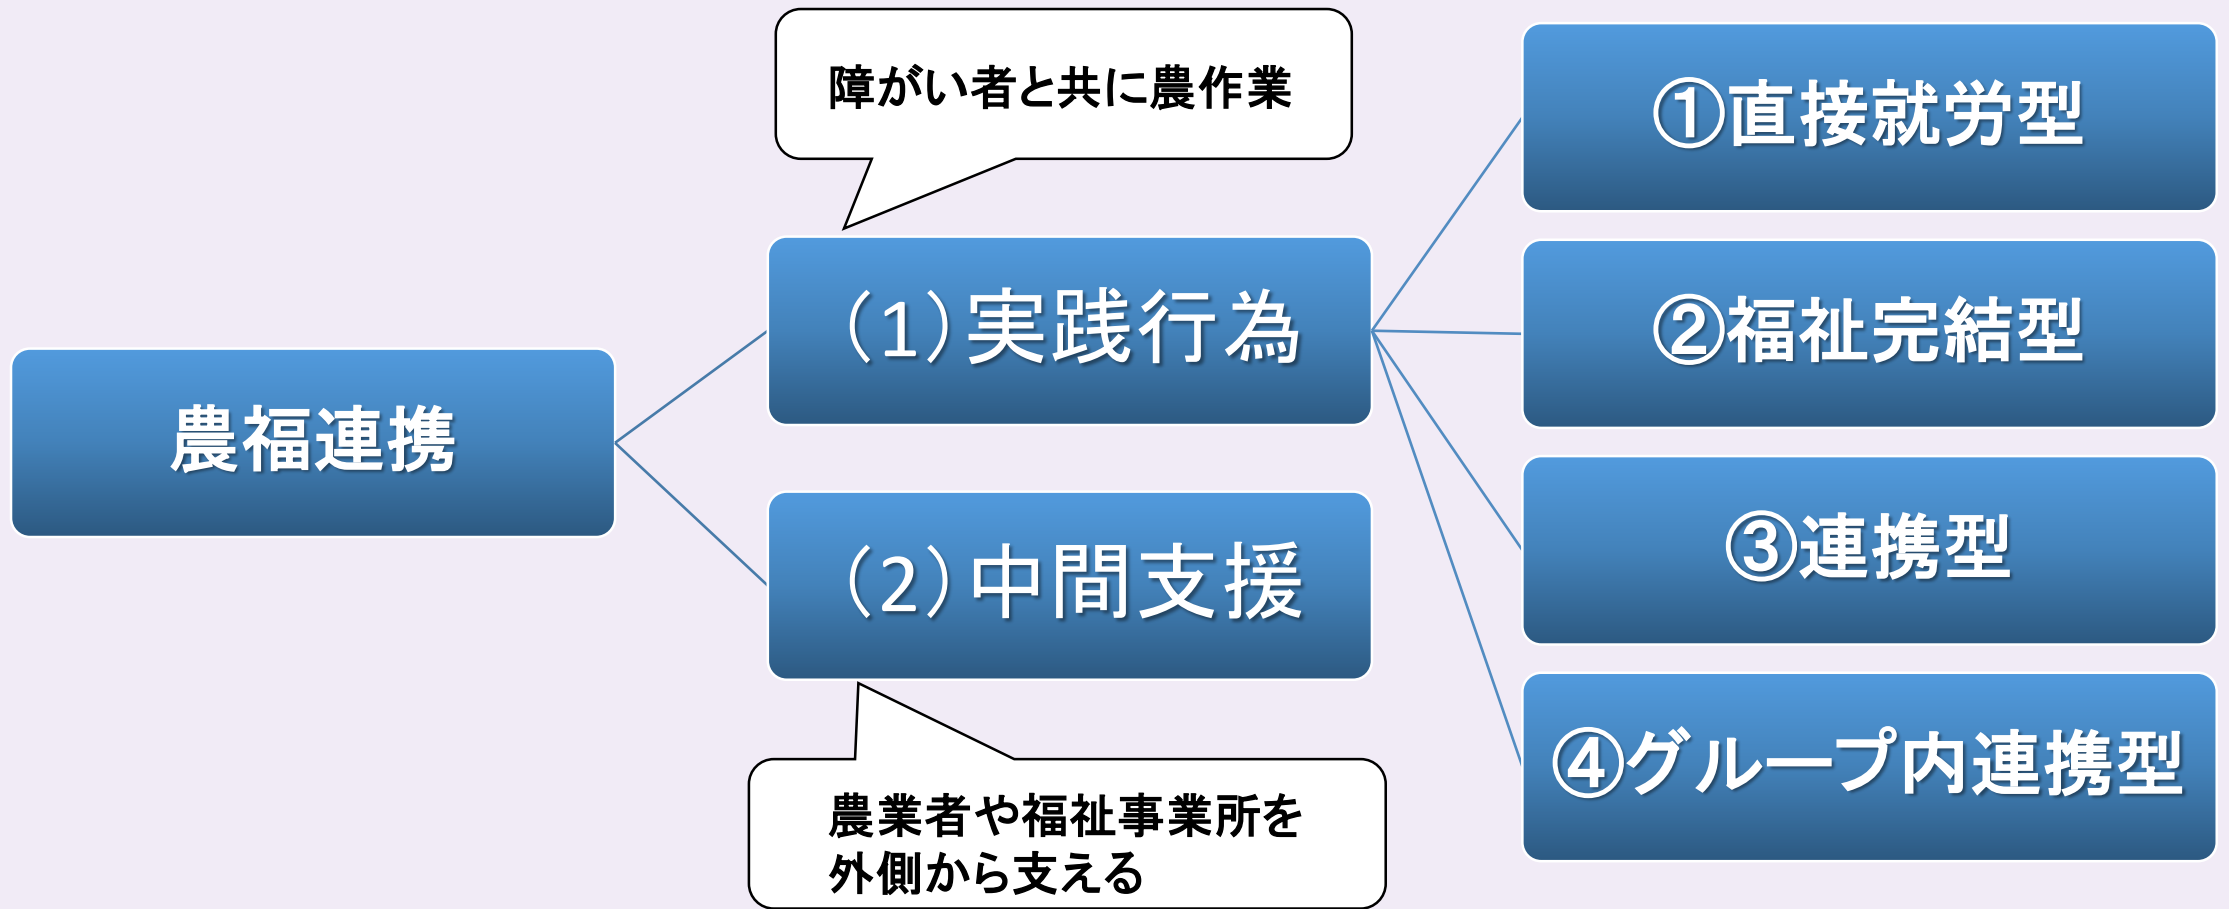 障がい者と共に農作業
農福連携
（1）実践行為
（2）中間支援
農業者や福祉事業所を
外側から支える
①直接就労型
②福祉完結型
③連携型
④グループ内連携型